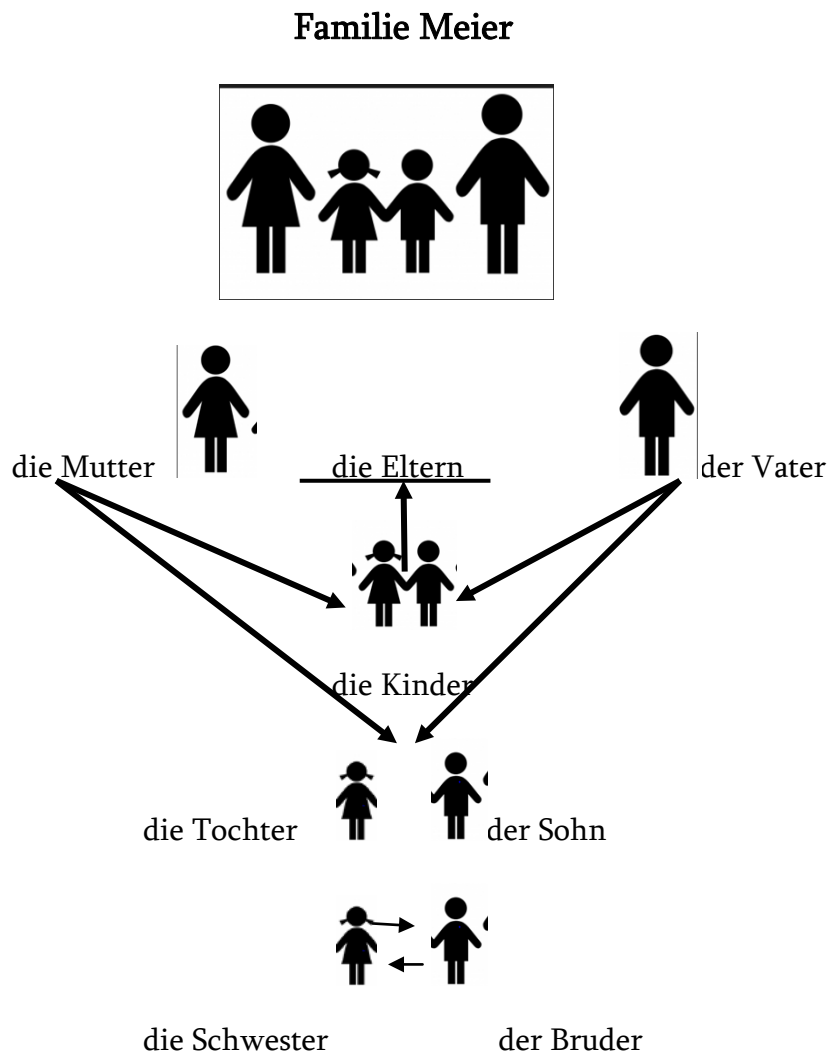 Familie Meier
die Mutter die Eltern der Vater
die Kinder
die Tochter der Sohn
die Schwester der Bruder